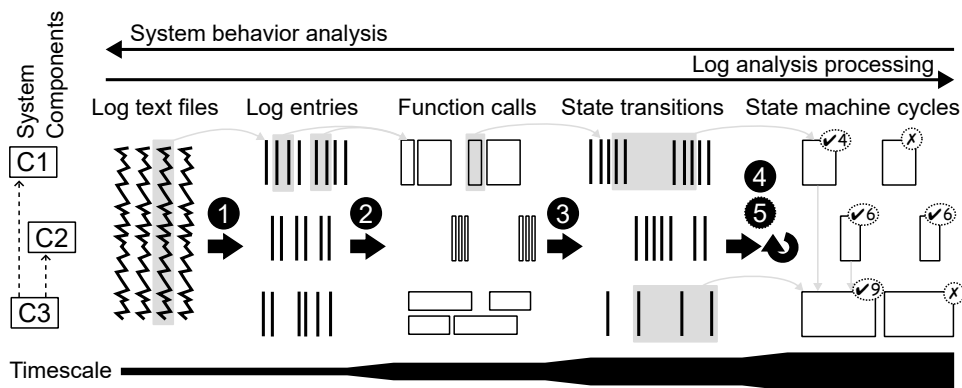 System behavior analysis
Log analysis processing
System
Components
Log text files
Log entries
Function calls
State transitions
State machine cycles
C1
✔4
✗
4
1
2
3
5
✔6
✔6
C2
✔9
✗
C3
Timescale